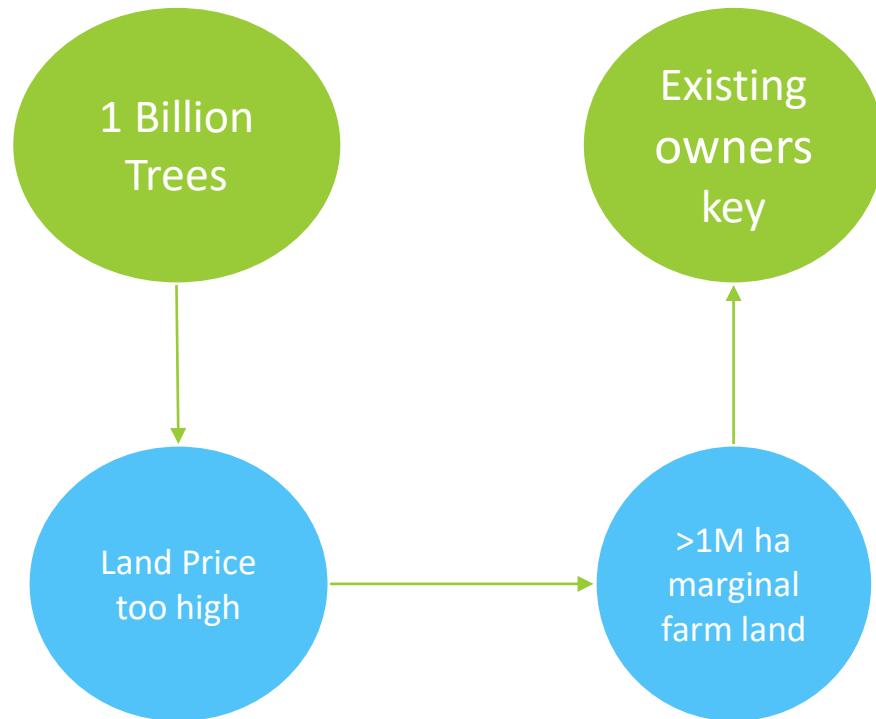 1 Billion
Trees
Existing
owners
key
Land Price
too high
>1M ha
marginal
farm land